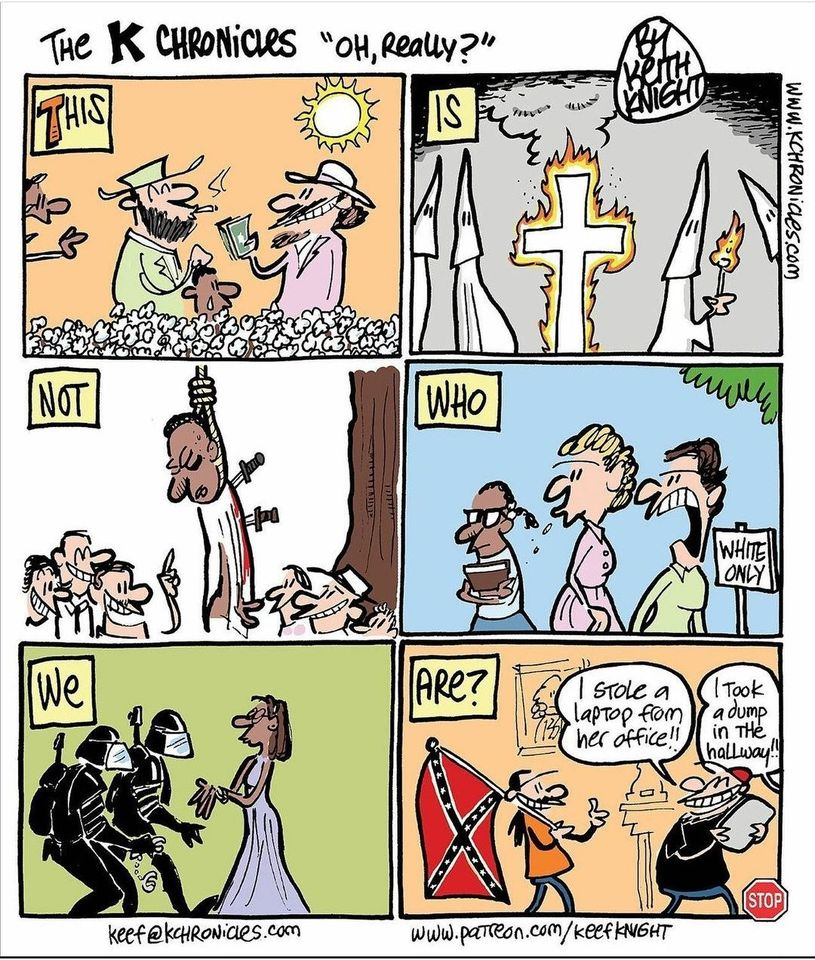 THE K CHRONICLES "OH, REALLY?"
BY
KEITH
KNIGHT
WWW.KCHRONICLES.COM
THIS
IS
NOT
WHO
WHITE
ONLY
WE
ARE?
I STOLE A
LAPTOP FROM
HER OFFICE!!
I TOOK
A DUMP
IN THE
HALLWAY!!
STOP
keef@KCHRONICLES.COM
www.patreon.com/keefKNIGHT